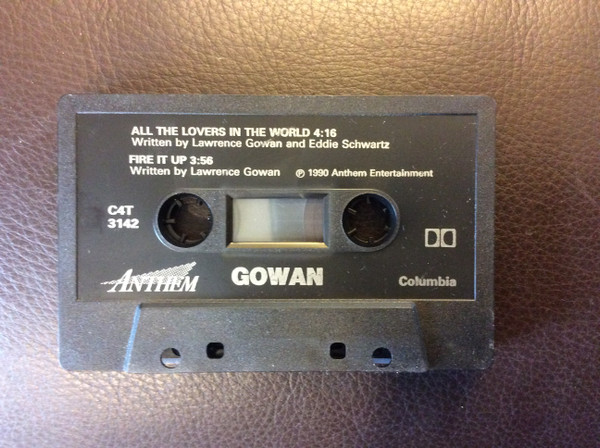 ALL THE LOVERS IN THE WORLD 4:16
Written by Lawrence Gowan and Eddie Schwartz
FIRE IT UP 3:56
Written by Lawrence Gowan ℗ 1990 Anthem Entertainment
C4T
3142
ANTHEM
GOWAN
Columbia